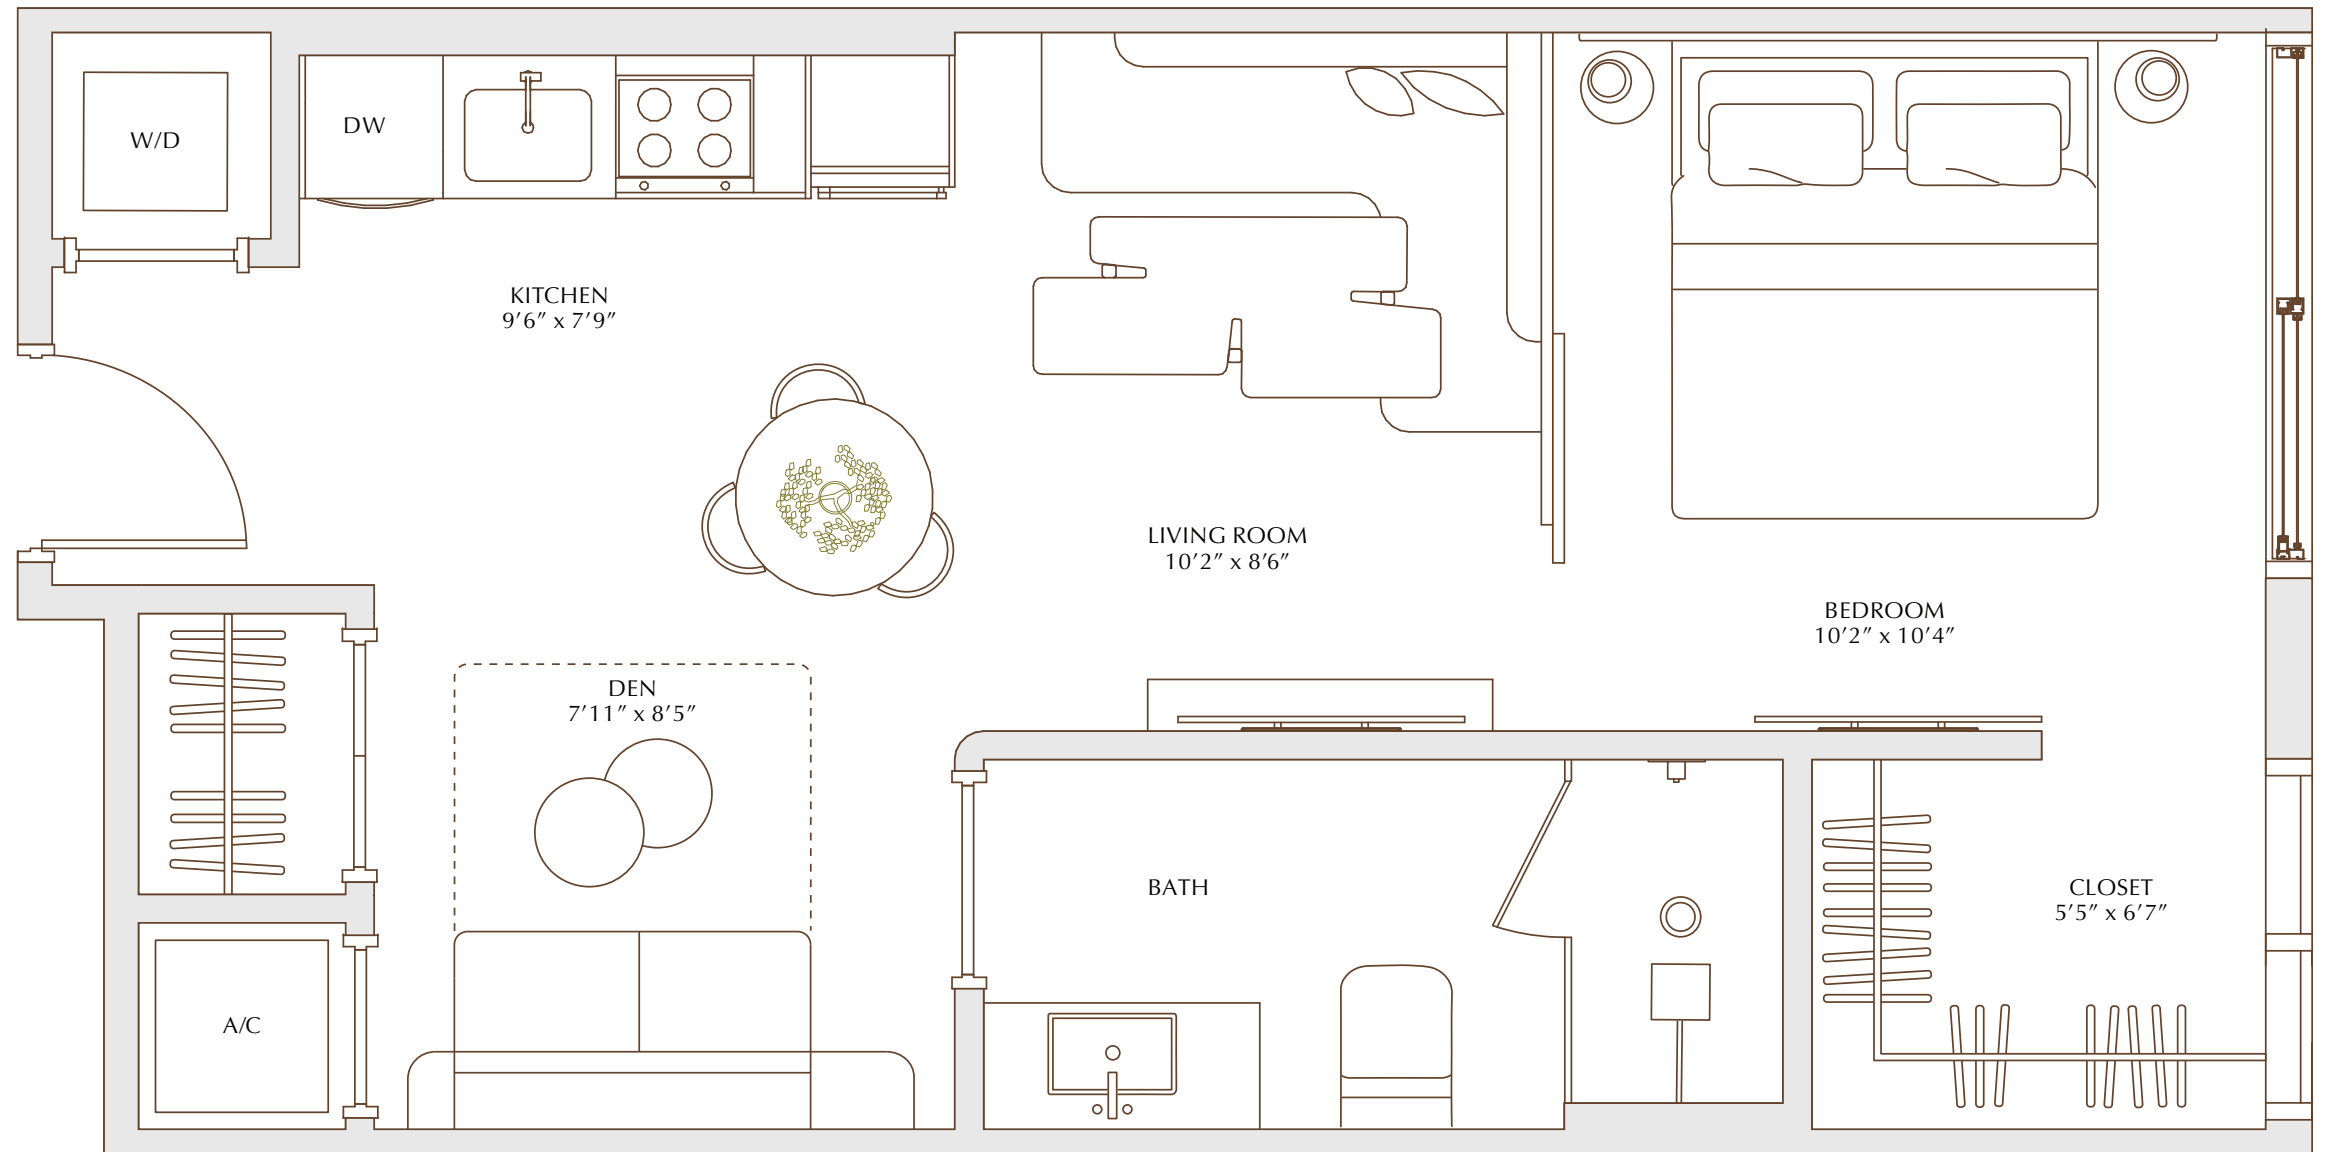 W/D
DW
KITCHEN
9’6” x 7’9”
LIVING ROOM
10’2” x 8’6”
BEDROOM
10’2” x 10’4”
DEN
7’11” x 8’5”
BATH
CLOSET
5’5” x 6’7”
A/C